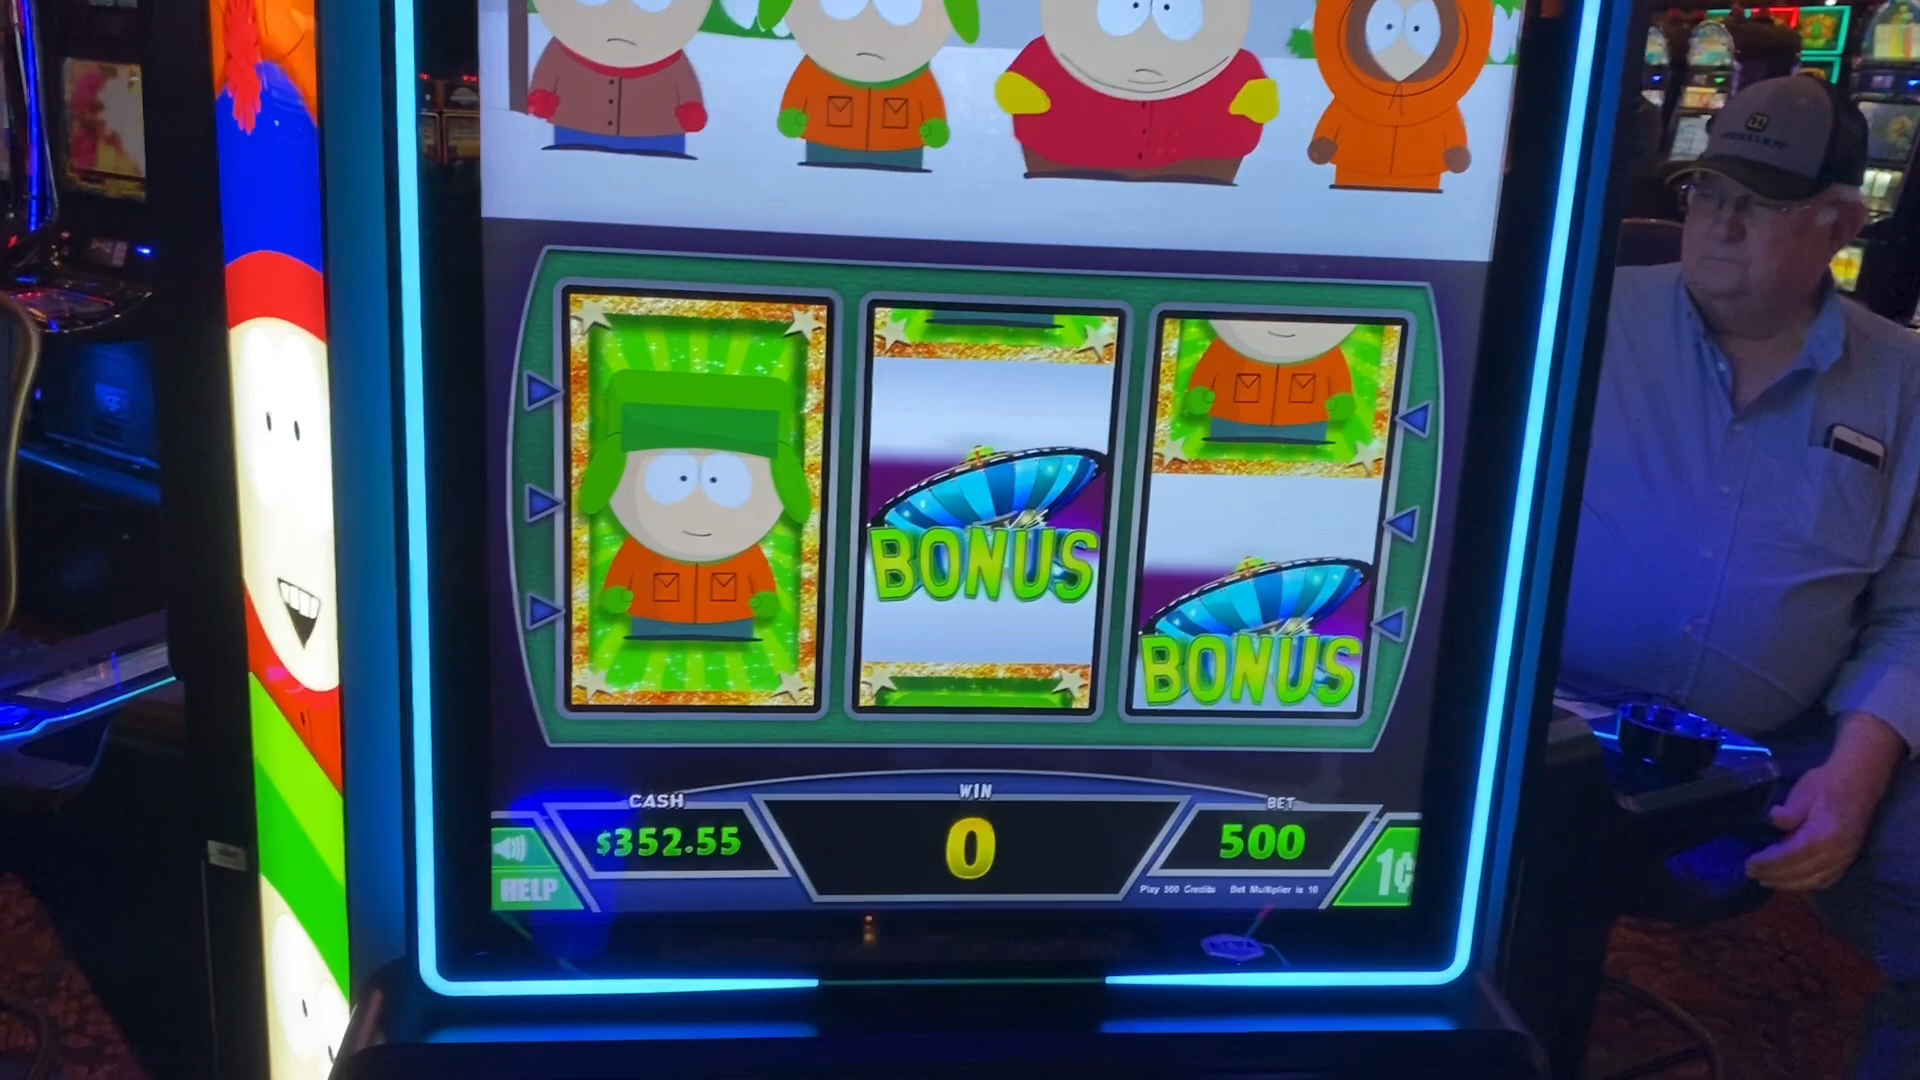 BONUS
BONUS
CASH
WIN
BET
$352.55
0
500
1¢
HELP
Play 500 Credits Bet Multiplier is 10